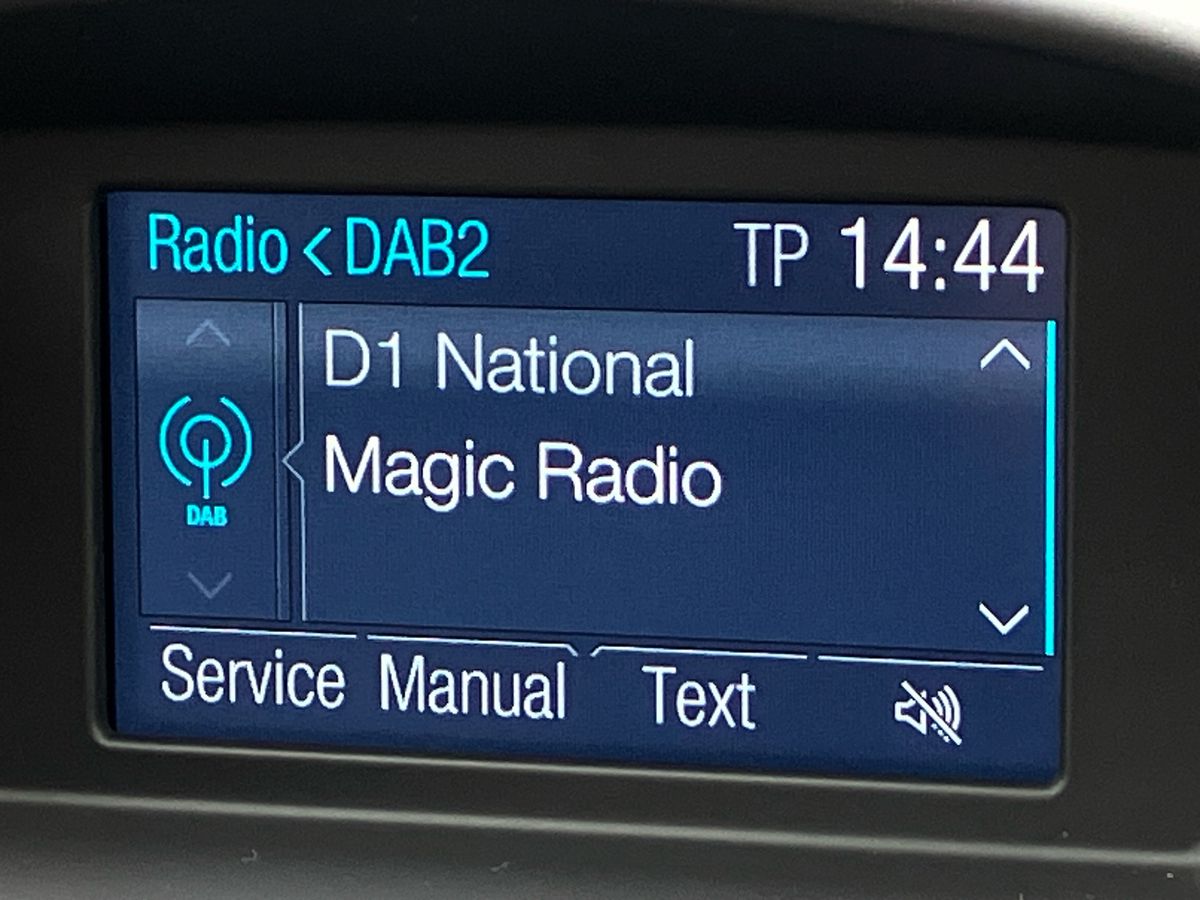 Radio < DAB2 TP 14:44
D1 National
Magic Radio
DAB
Service Manual Text